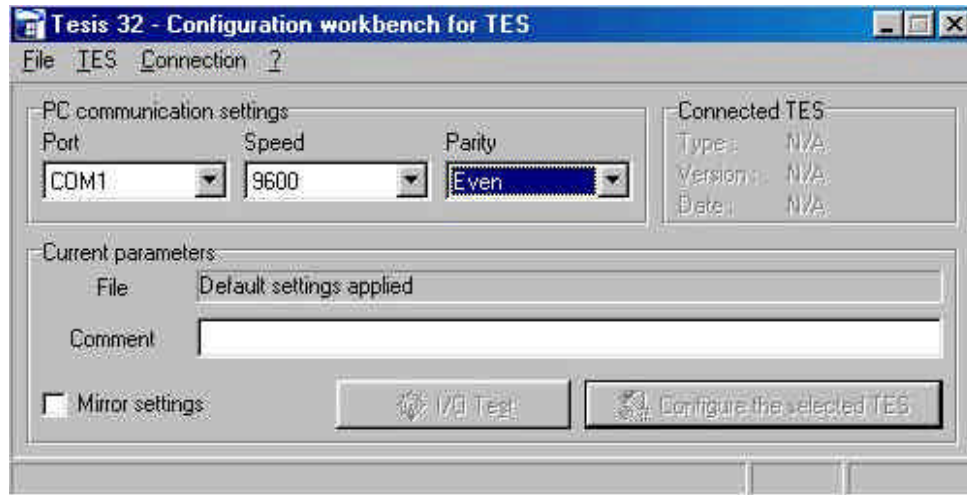 Tesis 32 - Configuration workbench for TES
File TES Connection ?
PC communication settings
Port Speed Parity
COM1 9600 Even
Connected TES
Type : N/A
Version : N/A
Date : N/A
Current parameters
File Default settings applied
Comment
Mirror settings I/O Test Configure the selected TES